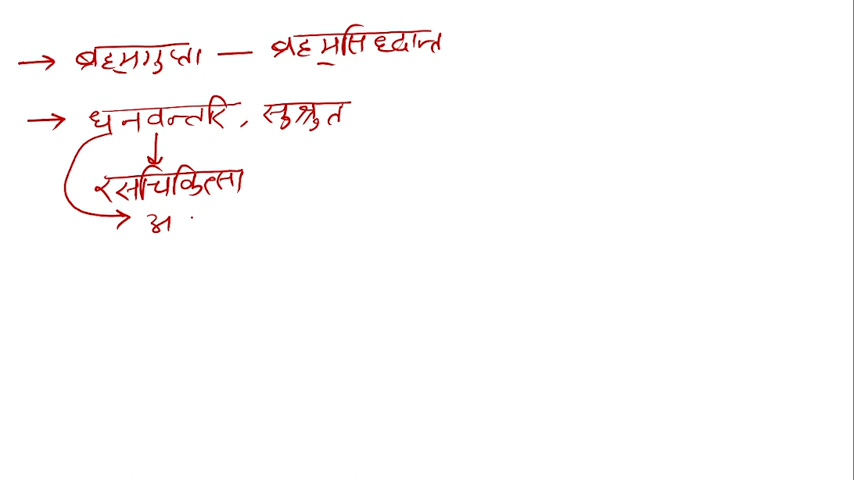 → ब्रह्मगुप्ता — ब्रह्मसिध्दान्त
→ धनवन्तरि, सुश्रुत
रसचिकित्सा
→ अ